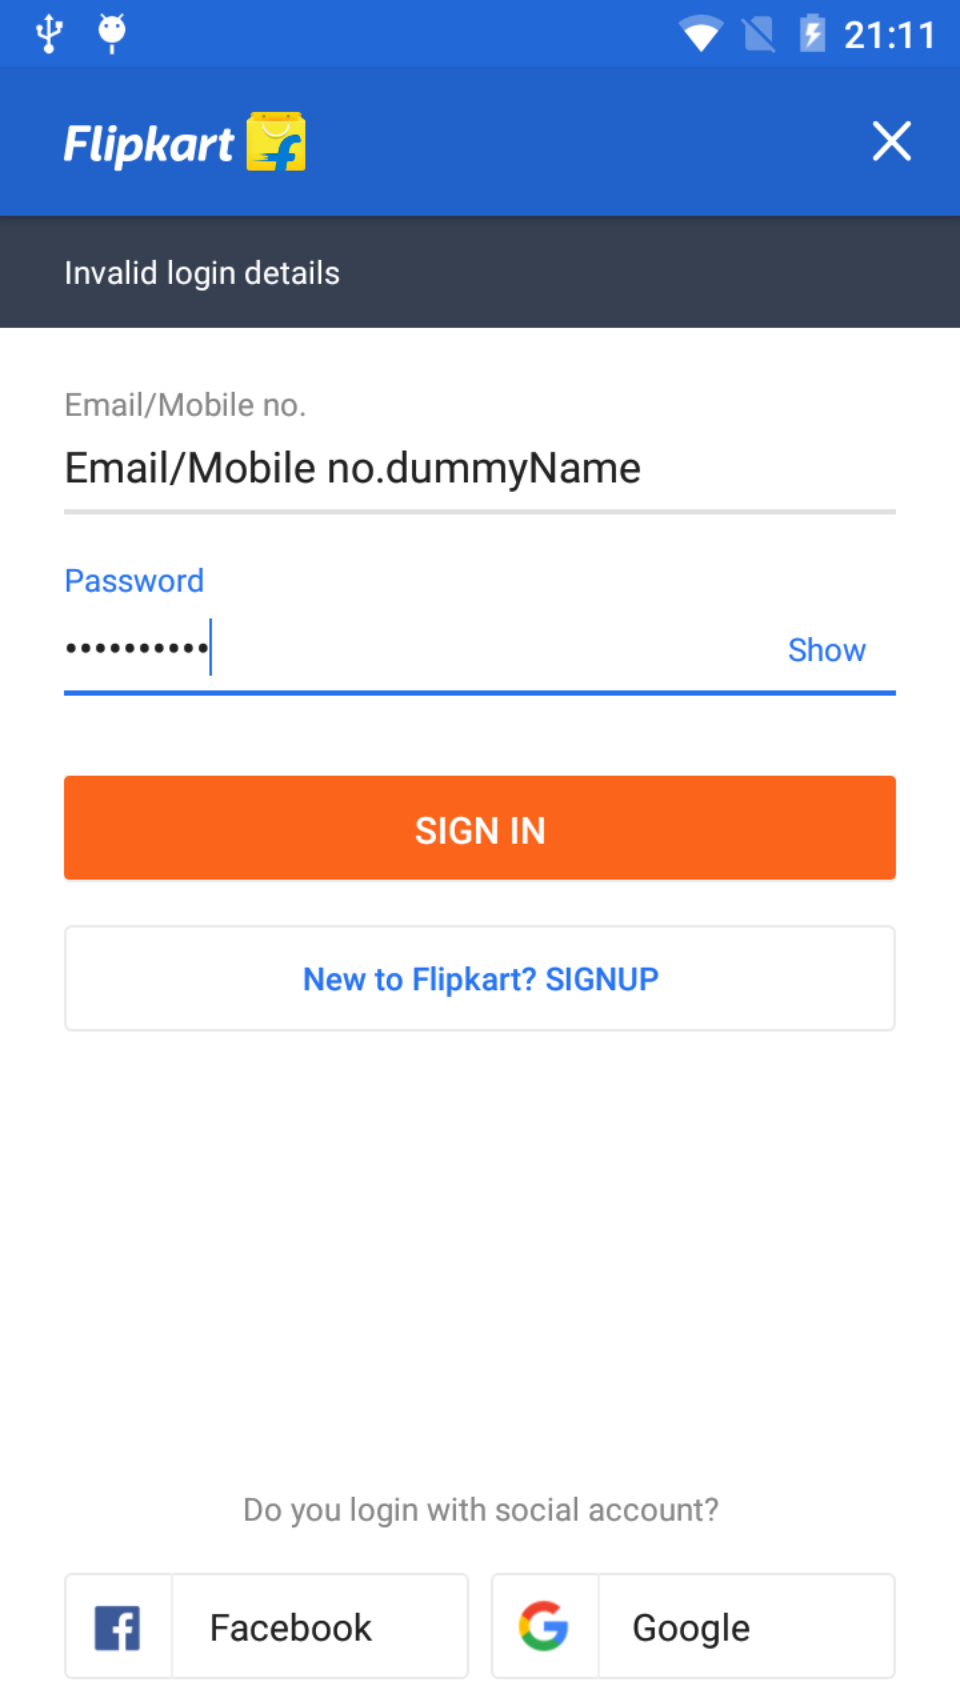 21:11
Flipkart
Invalid login details
Email/Mobile no.
Email/Mobile no.dummyName
Password
••••••••••
Show
SIGN IN
New to Flipkart? SIGNUP
Do you login with social account?
Facebook
Google